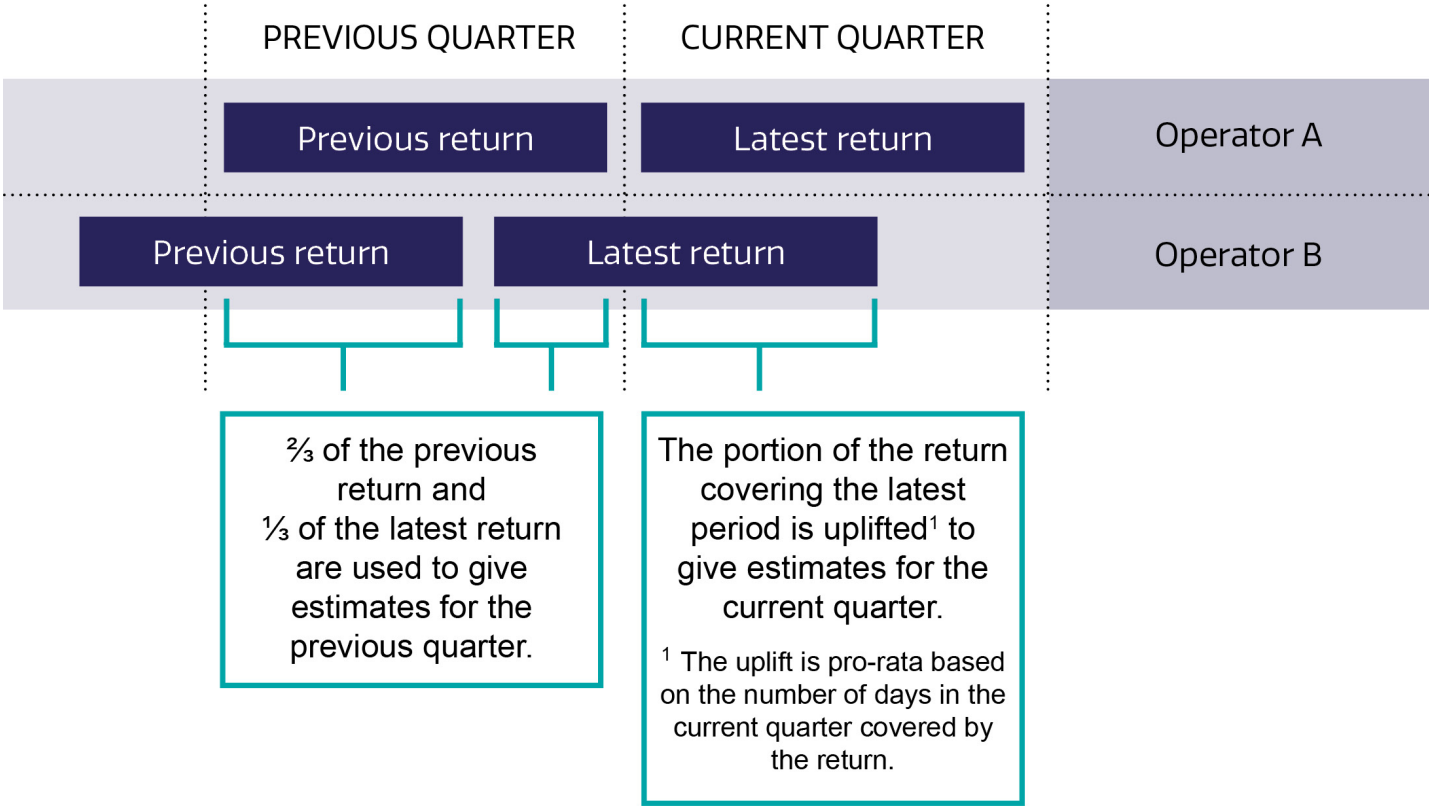 PREVIOUS QUARTER
CURRENT QUARTER
Previous return
Latest return
Operator A
Previous return
Latest return
Operator B
⅔ of the previous
return and
⅓ of the latest return
are used to give
estimates for the
previous quarter.
The portion of the return
covering the latest
period is uplifted¹ to
give estimates for the
current quarter.
¹ The uplift is pro-rata based
on the number of days in the
current quarter covered by
the return.